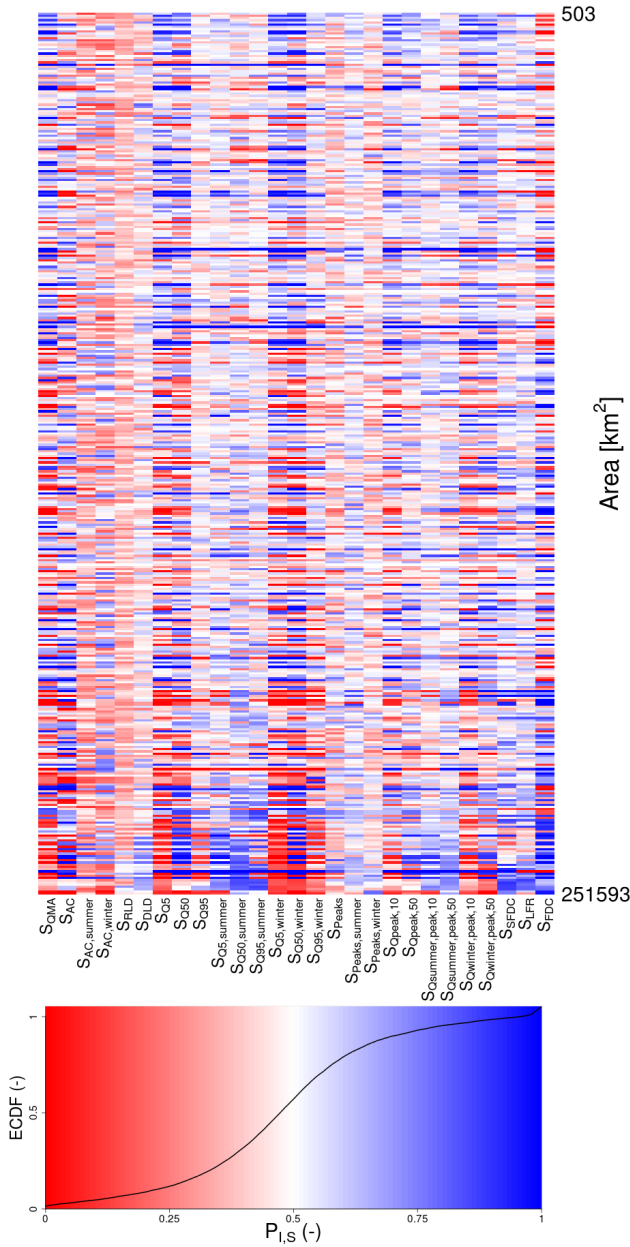 503
Area [km²]
251593
S_QMA
S_AC
S_AC,summer
S_AC,winter
S_RLD
S_DLD
S_Q5
S_Q50
S_Q95
S_Q5,summer
S_Q50,summer
S_Q95,summer
S_Q5,winter
S_Q50,winter
S_Q95,winter
S_Peaks
S_Peaks,summer
S_Peaks,winter
S_Qpeak,10
S_Qpeak,50
S_Qsummer,peak,10
S_Qsummer,peak,50
S_Qwinter,peak,10
S_Qwinter,peak,50
S_SFDC
S_LFR
S_FDC
ECDF (-)
1
0.5
0
0
0.25
0.5
0.75
1
P_I,S (-)